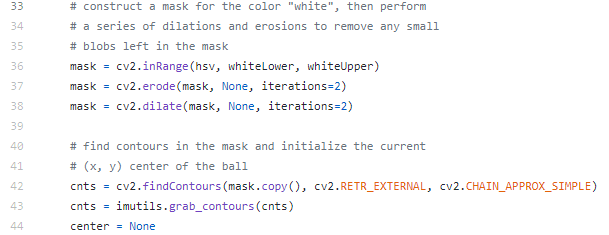 33 # construct a mask for the color "white", then perform
34 # a series of dilations and erosions to remove any small
35 # blobs left in the mask
36 mask = cv2.inRange(hsv, whiteLower, whiteUpper)
37 mask = cv2.erode(mask, None, iterations=2)
38 mask = cv2.dilate(mask, None, iterations=2)
39
40 # find contours in the mask and initialize the current
41 # (x, y) center of the ball
42 cnts = cv2.findContours(mask.copy(), cv2.RETR_EXTERNAL, cv2.CHAIN_APPROX_SIMPLE)
43 cnts = imutils.grab_contours(cnts)
44 center = None